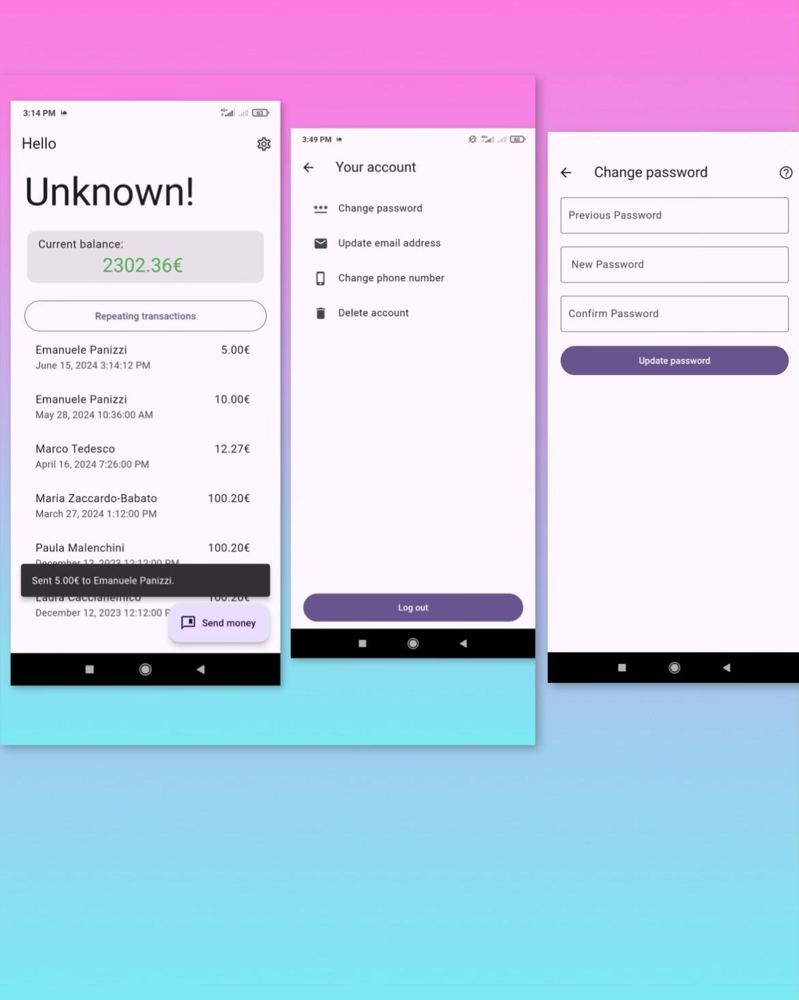 3:14 PM
63
Hello
Unknown!
Current balance:
2302.36€
Repeating transactions
Emanuele Panizzi 5.00€
June 15, 2024 3:14:12 PM
Emanuele Panizzi 10.00€
May 28, 2024 10:36:00 AM
Marco Tedesco 12.27€
April 16, 2024 7:26:00 PM
Maria Zaccardo-Babato 100.20€
March 27, 2024 1:12:00 PM
Paula Malenchini 100.20€
December 12, 2023 12:12:00 PM
Sent 5.00€ to Emanuele Panizzi.
Laura Caccianemico 100.20€
December 12, 2023 12:12:00 P
Send money
3:49 PM
60
Your account
Change password
Update email address
Change phone number
Delete account
Log out
Change password
Previous Password
New Password
Confirm Password
Update password